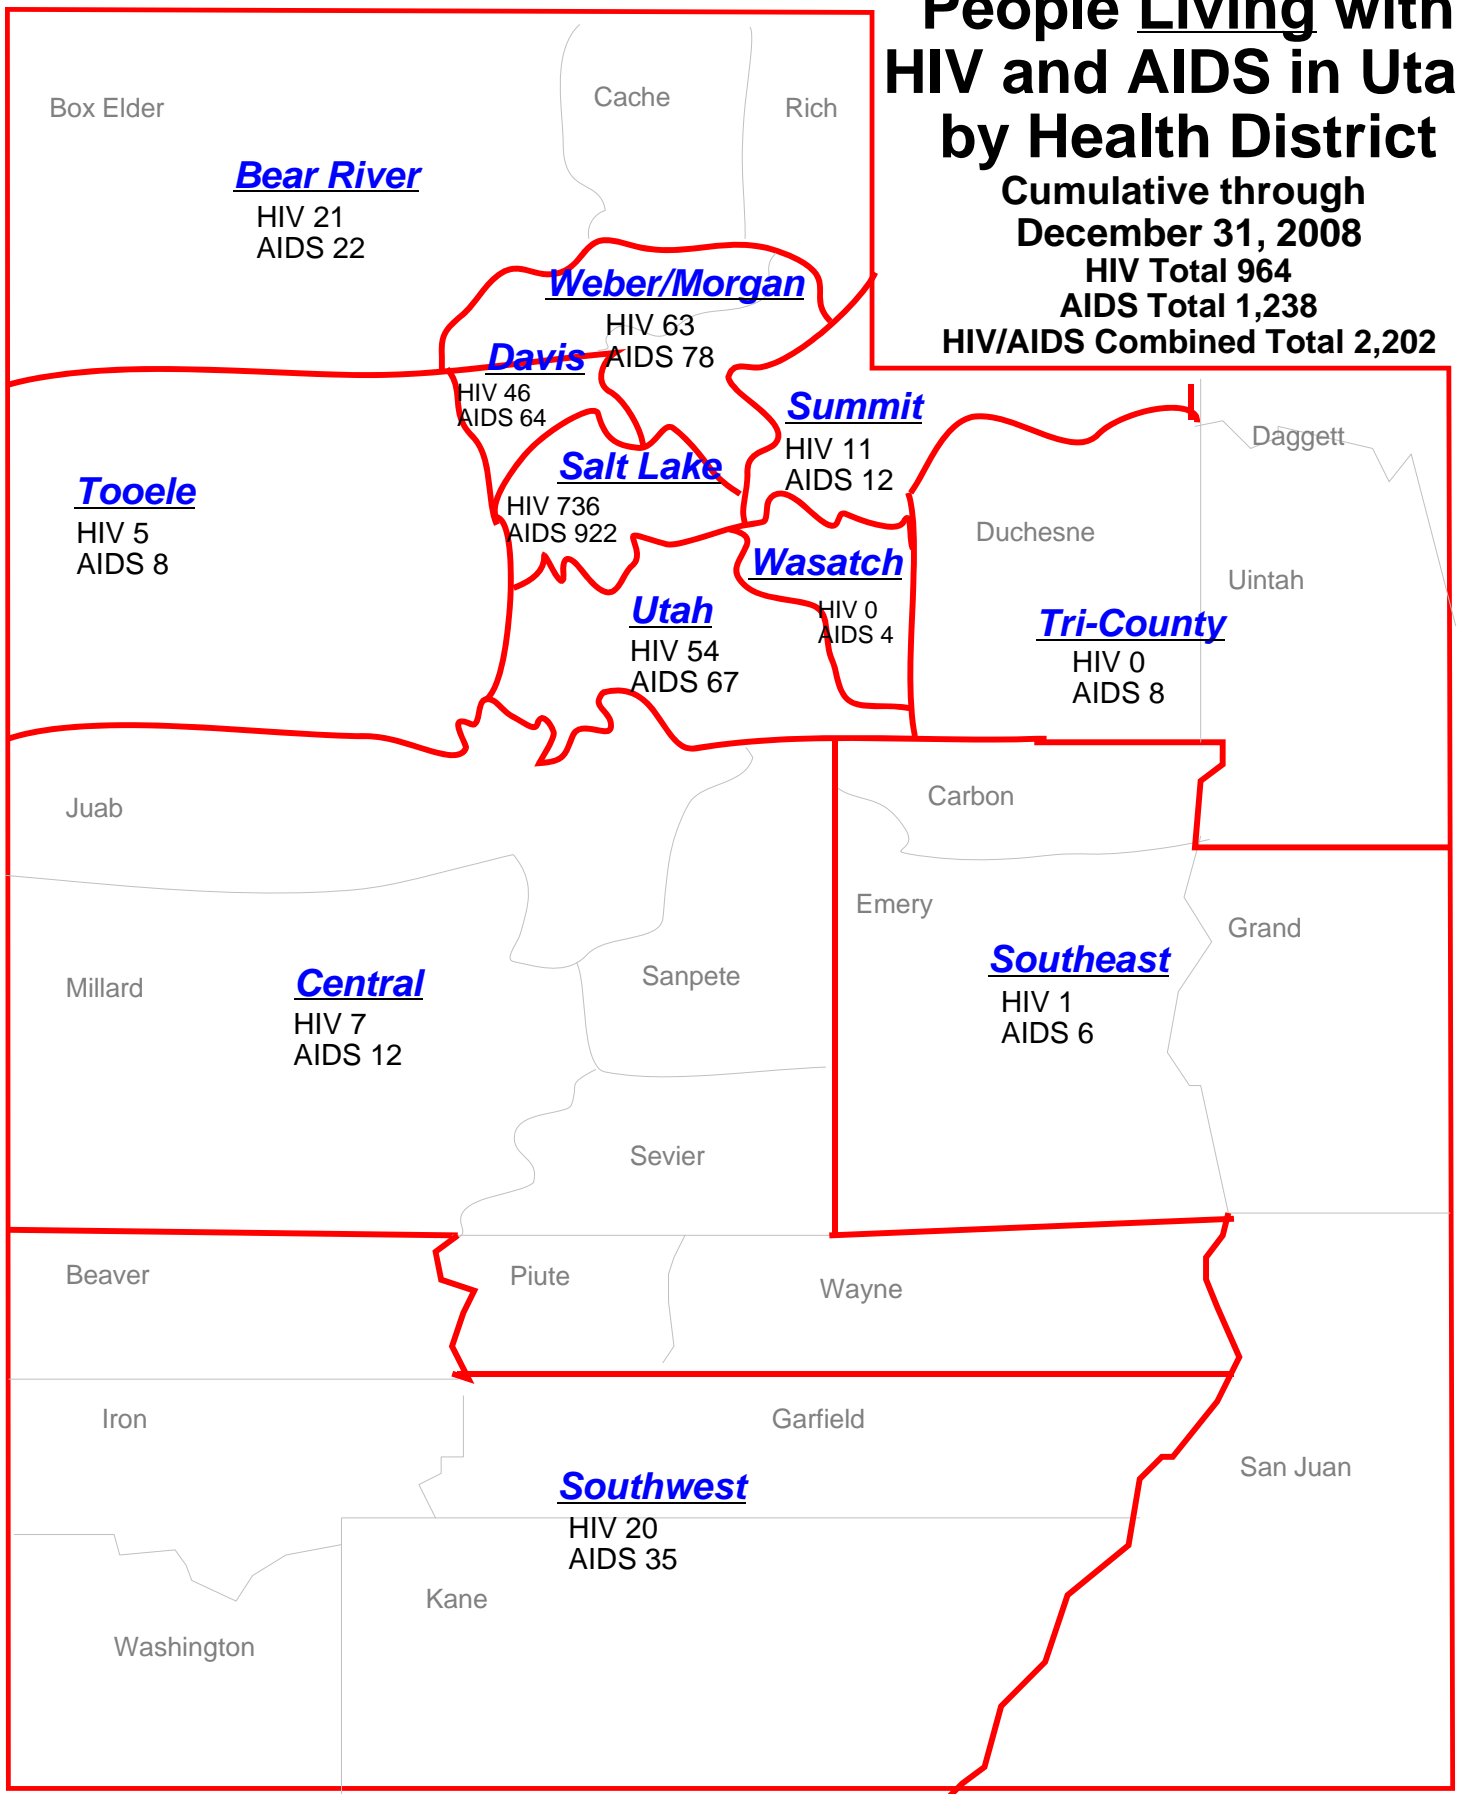 People Living with
HIV and AIDS in Uta
by Health District
Cumulative through
December 31, 2008
HIV Total 964
AIDS Total 1,238
HIV/AIDS Combined Total 2,202
Box Elder
Cache
Rich
Bear River
HIV 21
AIDS 22
Weber/Morgan
HIV 63
AIDS 78
Davis
HIV 46
AIDS 64
Summit
HIV 11
AIDS 12
Daggett
Salt Lake
HIV 736
AIDS 922
Tooele
HIV 5
AIDS 8
Duchesne
Uintah
Wasatch
HIV 0
AIDS 4
Utah
HIV 54
AIDS 67
Tri-County
HIV 0
AIDS 8
Juab
Carbon
Emery
Grand
Millard
Central
HIV 7
AIDS 12
Sanpete
Southeast
HIV 1
AIDS 6
Sevier
Beaver
Piute
Wayne
Iron
Garfield
San Juan
Southwest
HIV 20
AIDS 35
Kane
Washington